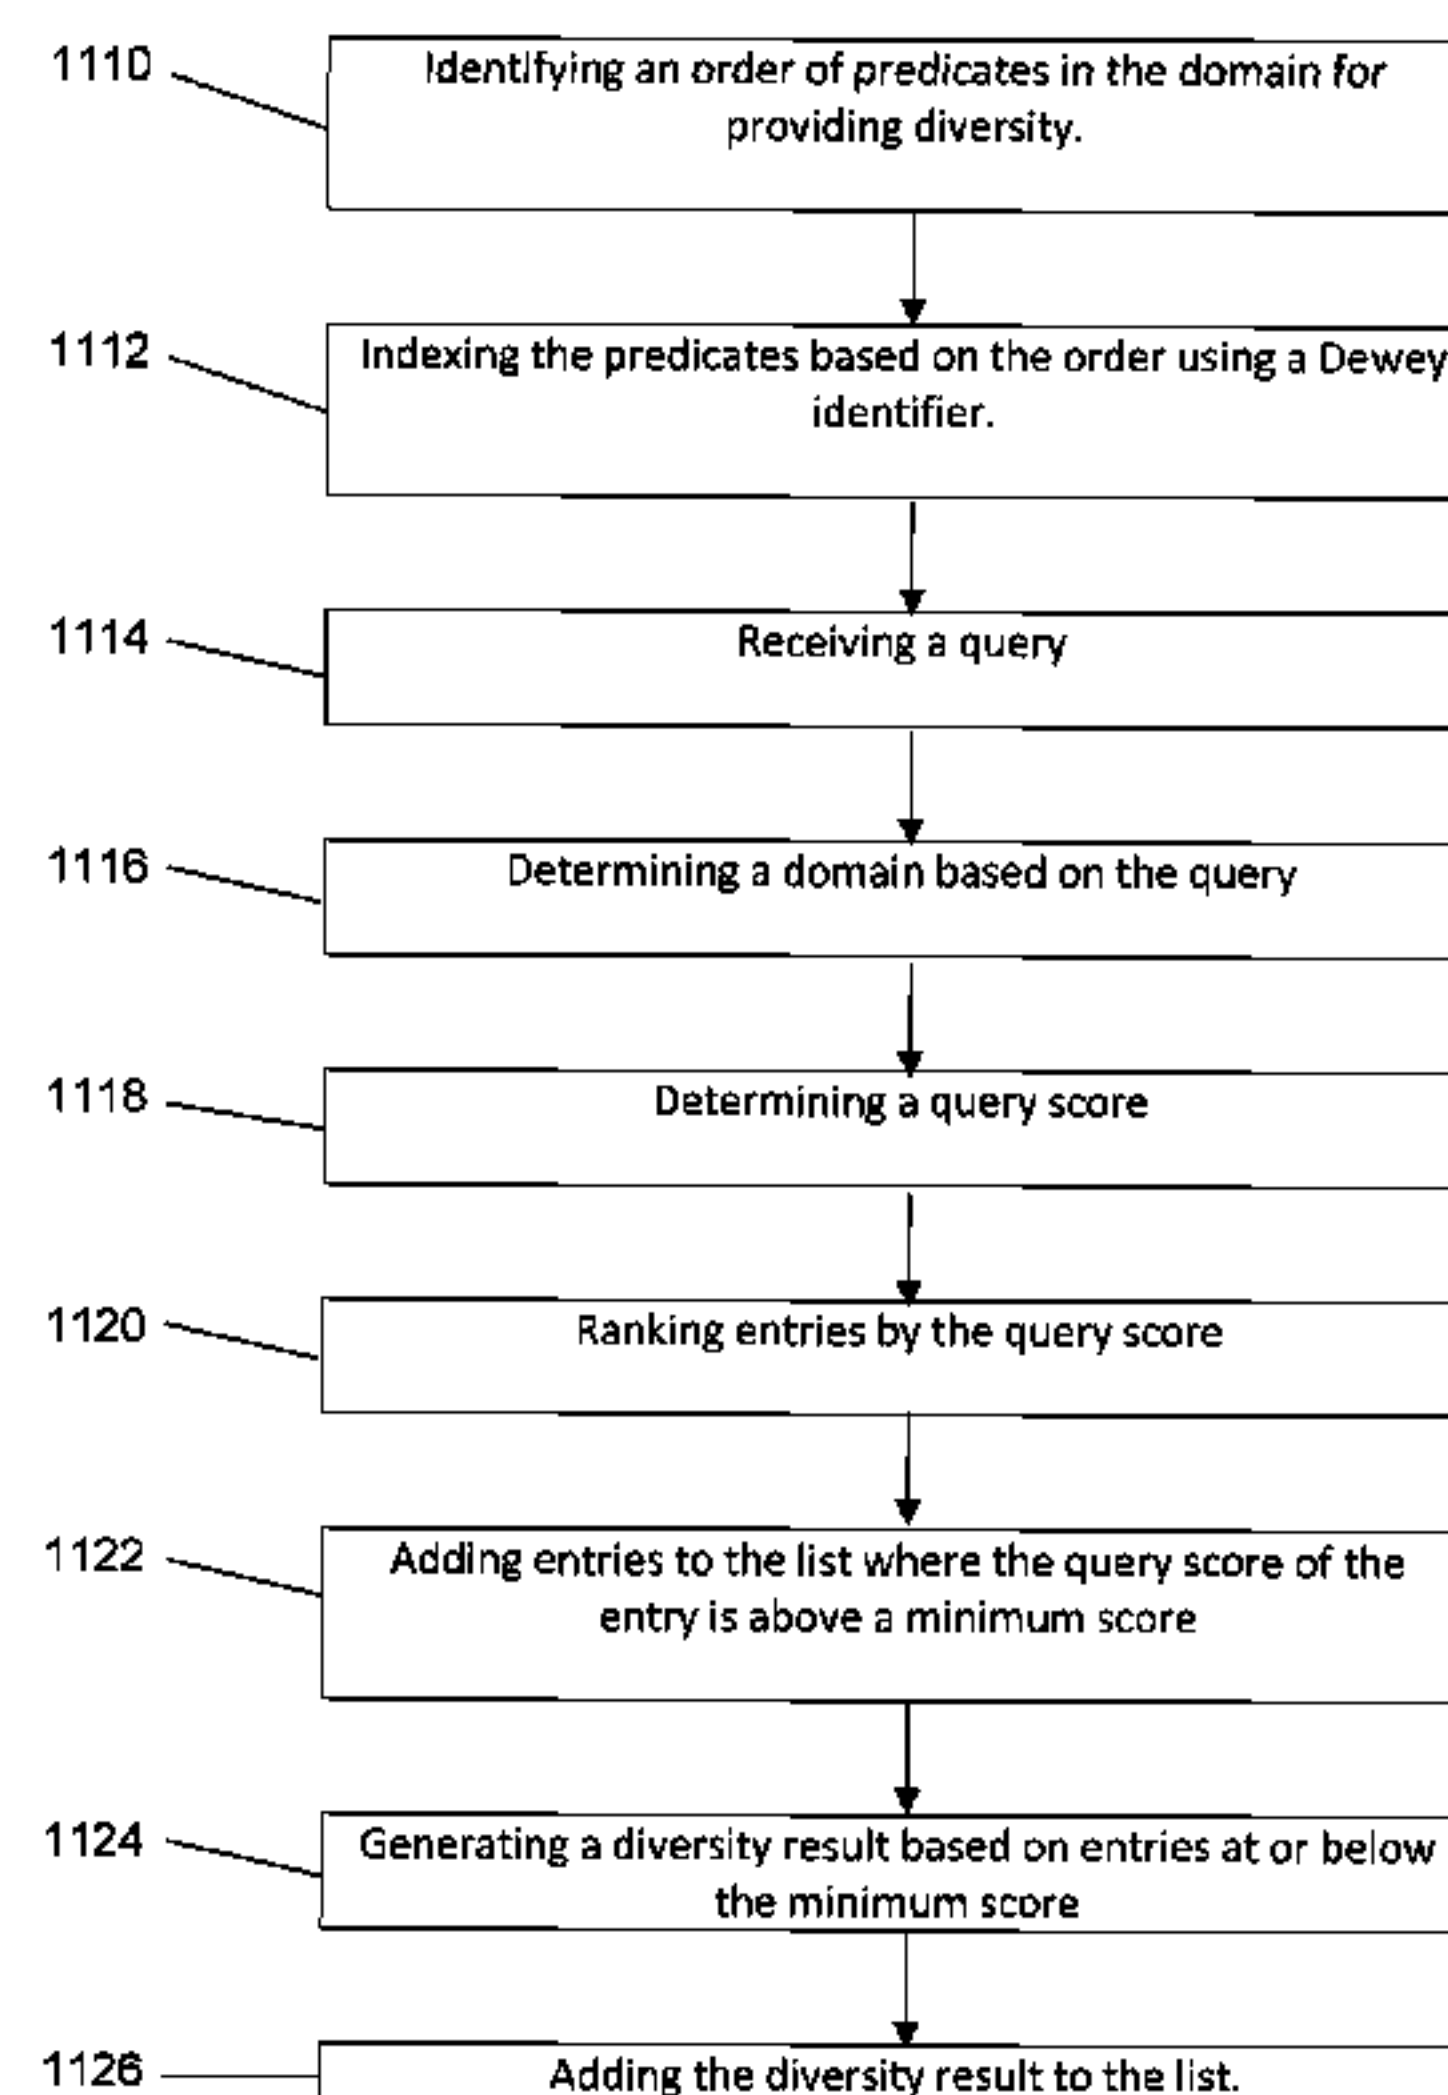 1110
Identifying an order of predicates in the domain for
providing diversity.
1112
Indexing the predicates based on the order using a Dewey
identifier.
1114
Receiving a query
1116
Determining a domain based on the query
1118
Determining a query score
1120
Ranking entries by the query score
1122
Adding entries to the list where the query score of the
entry is above a minimum score
1124
Generating a diversity result based on entries at or below
the minimum score
1126
Adding the diversity result to the list.